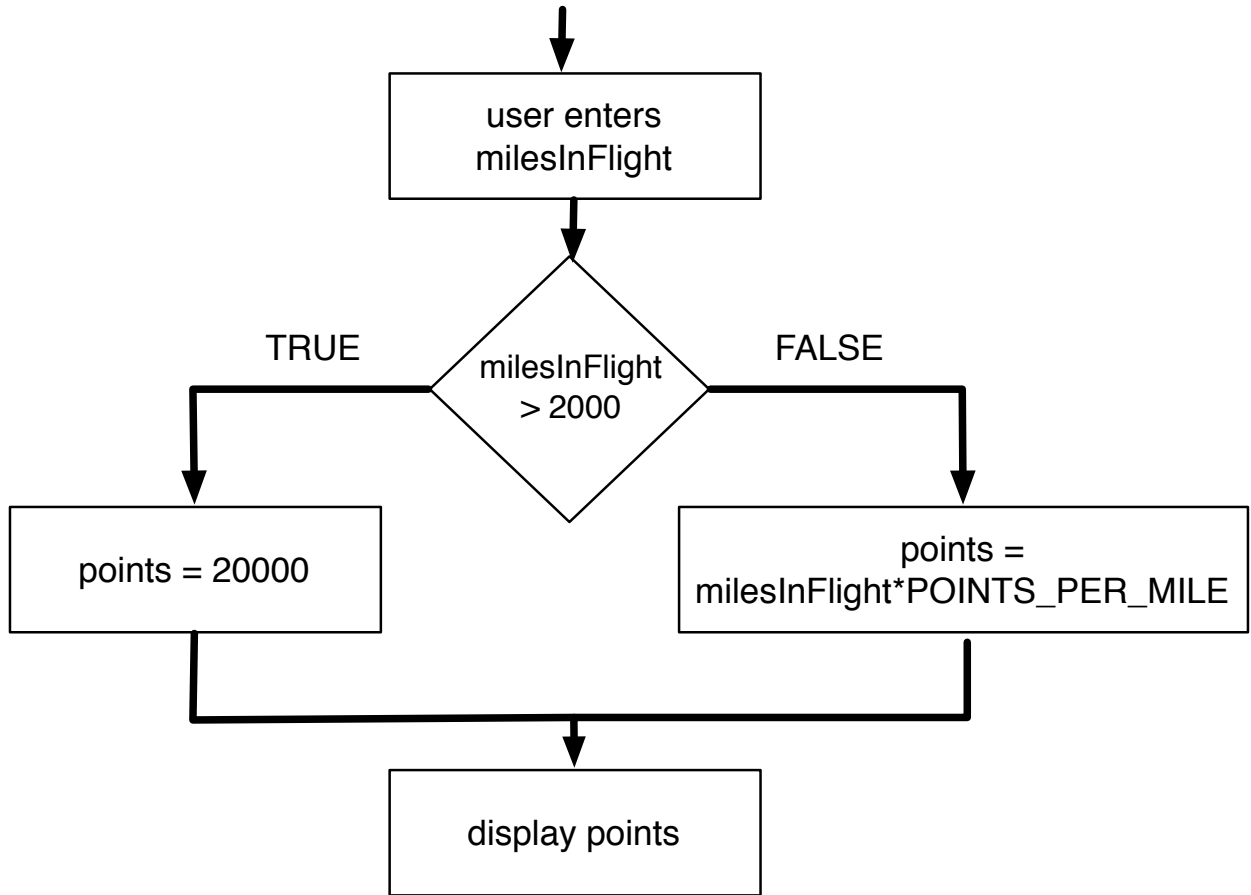 user enters
milesInFlight
TRUE
FALSE
milesInFlight
> 2000
points = 20000
points =
milesInFlight*POINTS_PER_MILE
display points